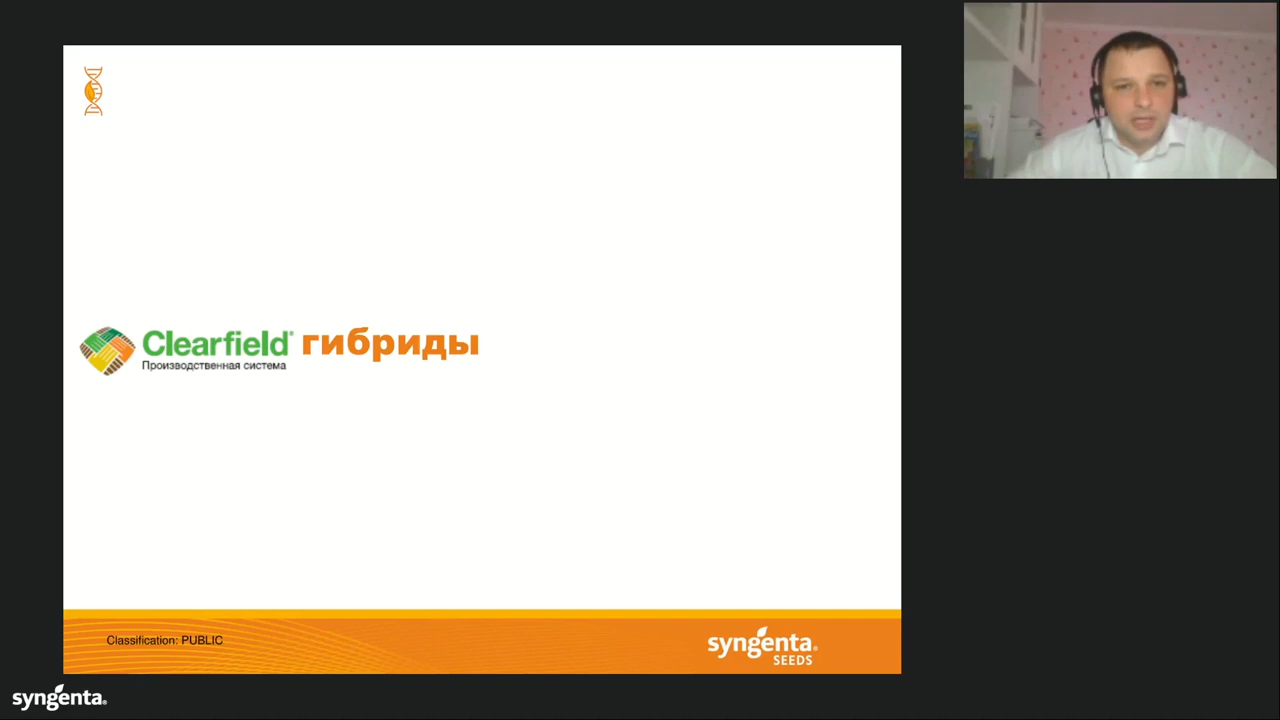 Clearfield® гибриды
Производственная система
Classification: PUBLIC
syngenta®
SEEDS
syngenta®